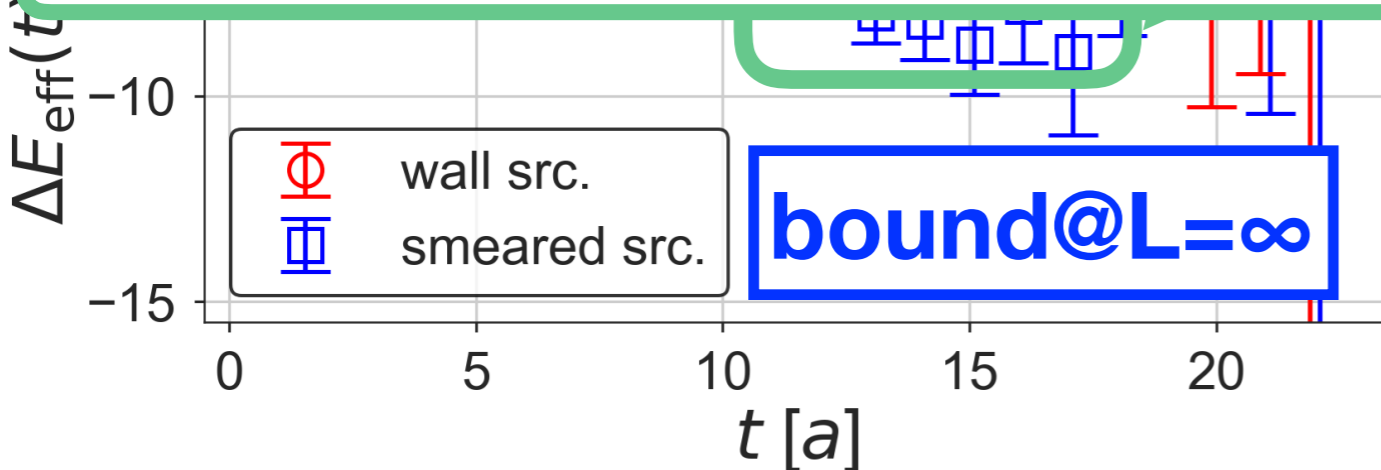 ΔE_eff(t)
−10
wall src.
smeared src.
bound@L=∞
−15
0 5 10 15 20
t [a]